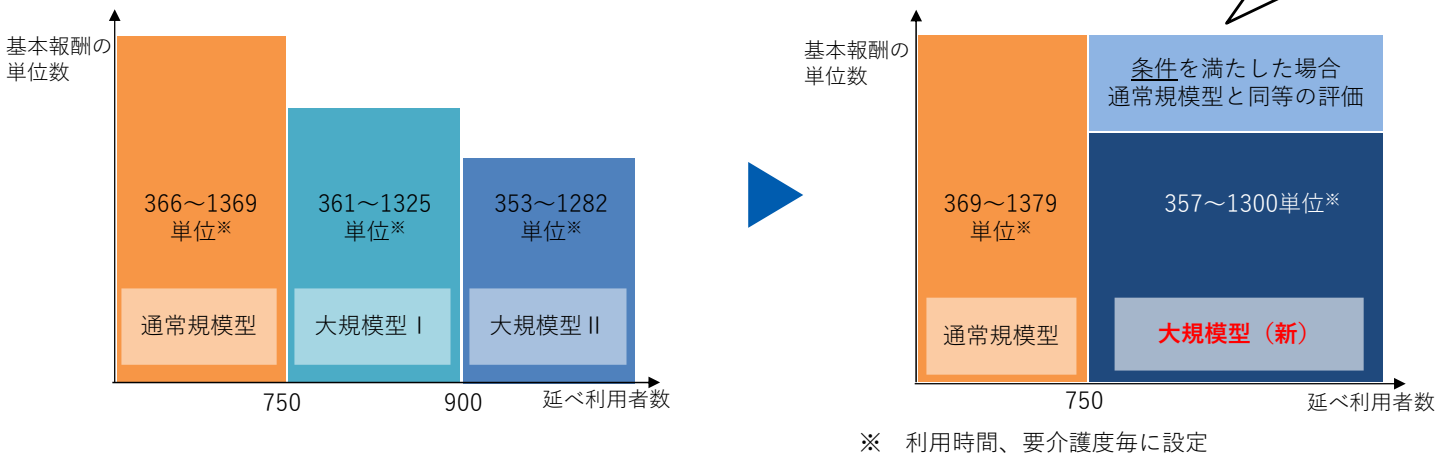 基本報酬の
単位数
366～1369
単位※
361～1325
単位※
353～1282
単位※
通常規模型
大規模型Ⅰ
大規模型Ⅱ
750
900
延べ利用者数
基本報酬の
単位数
条件を満たした場合
通常規模型と同等の評価
369～1379
単位※
357～1300単位※
通常規模型
大規模型（新）
750
延べ利用者数
※　利用時間、要介護度毎に設定